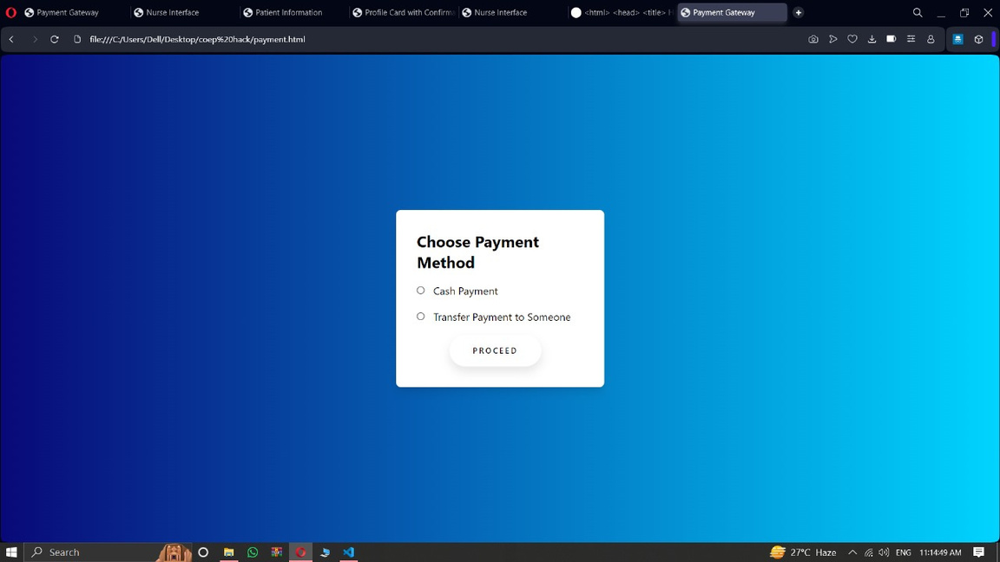 Payment Gateway
Nurse Interface
Patient Information
Profile Card with Confirma
Nurse Interface
<html> <head> <title> H
Payment Gateway
file:///C:/Users/Dell/Desktop/coep%20hack/payment.html
Choose Payment
Method
Cash Payment
Transfer Payment to Someone
PROCEED
Search
27°C Haze
ENG
11:14:49 AM